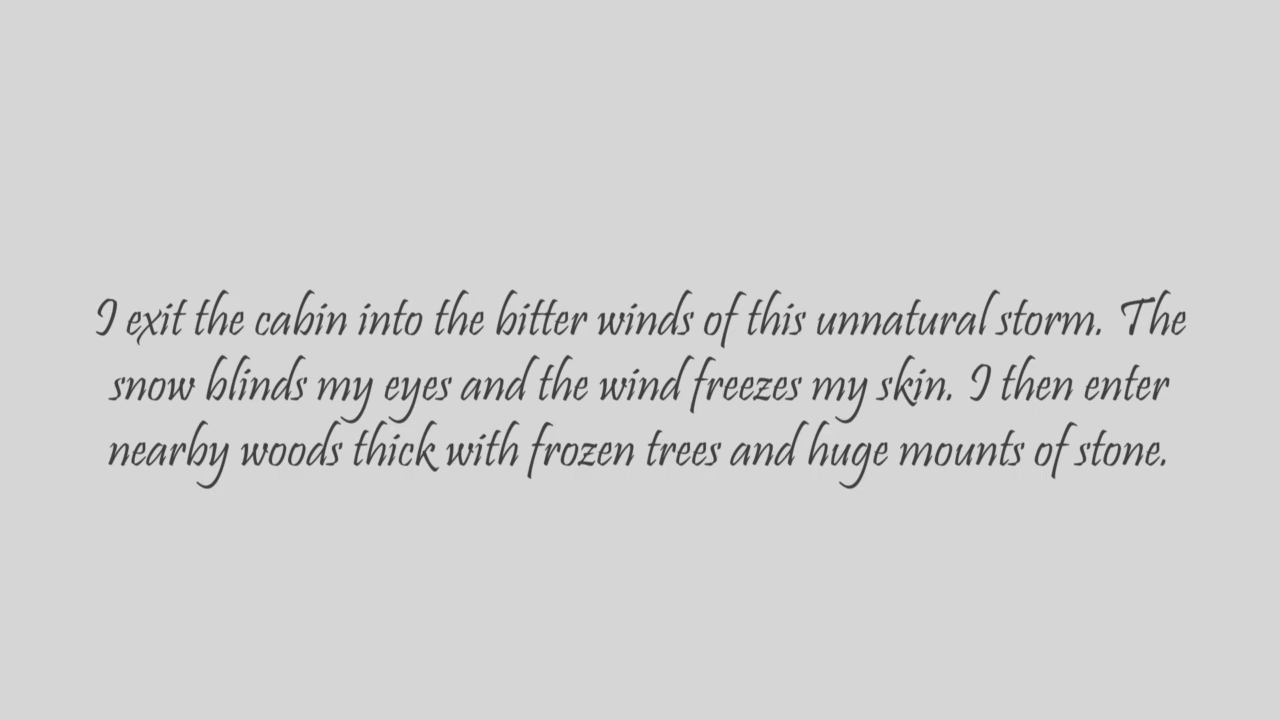 I exit the cabin into the bitter winds of this unnatural storm. The
snow blinds my eyes and the wind freezes my skin. I then enter
nearby woods thick with frozen trees and huge mounts of stone.